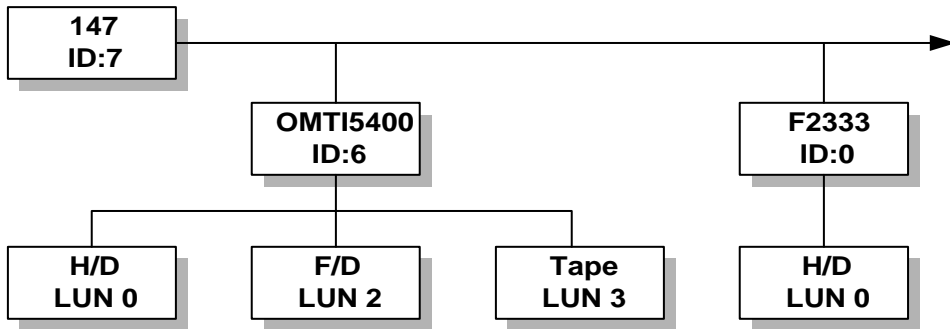 147
ID:7
OMTI5400
ID:6
F2333
ID:0
H/D
LUN 0
F/D
LUN 2
Tape
LUN 3
H/D
LUN 0